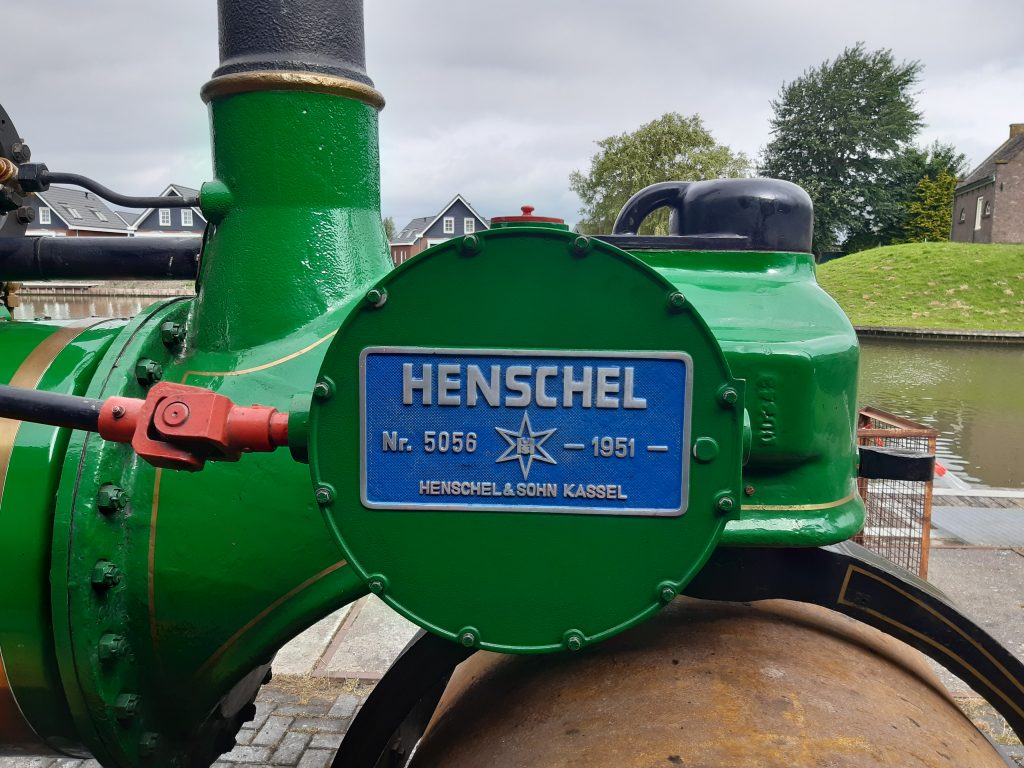 HENSCHEL
Nr. 5056 — 1951 —
HENSCHEL & SOHN KASSEL